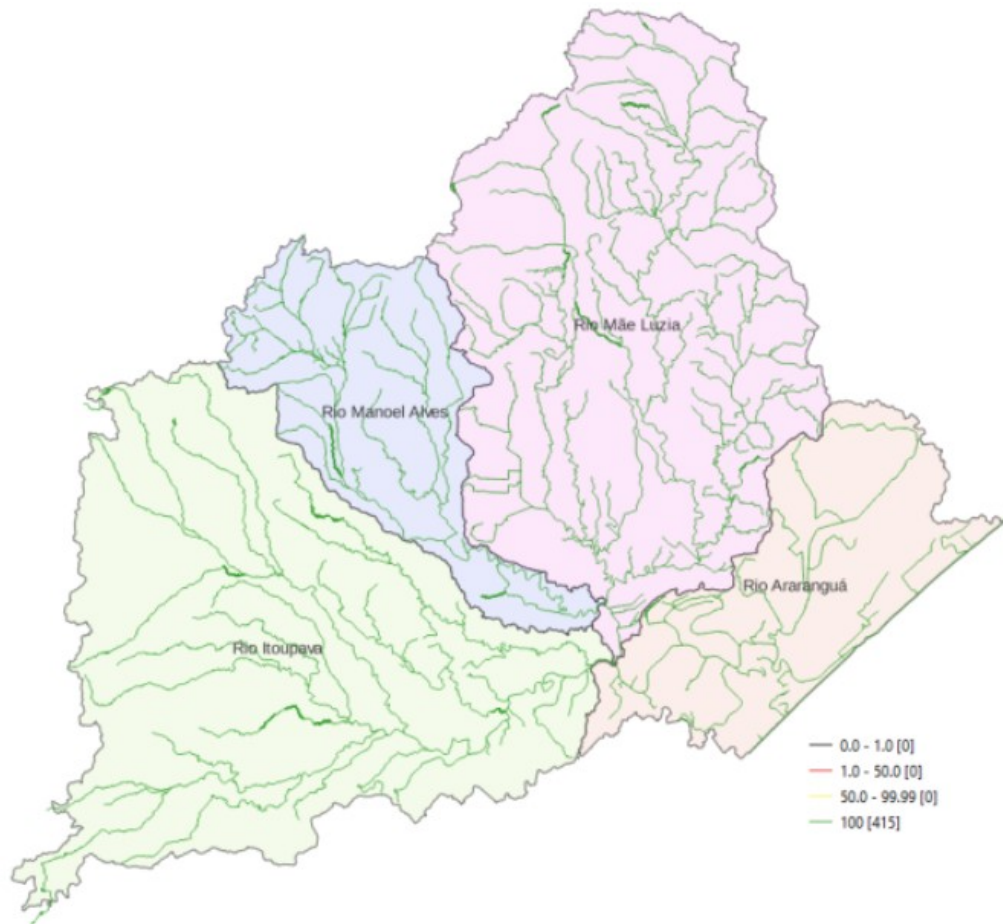 Rio Mãe Luzia
Rio Manoel Alves
Rio Araranguá
Rio Itoupava
0.0 - 1.0 [0]
1.0 - 50.0 [0]
50.0 - 99.99 [0]
100 [415]